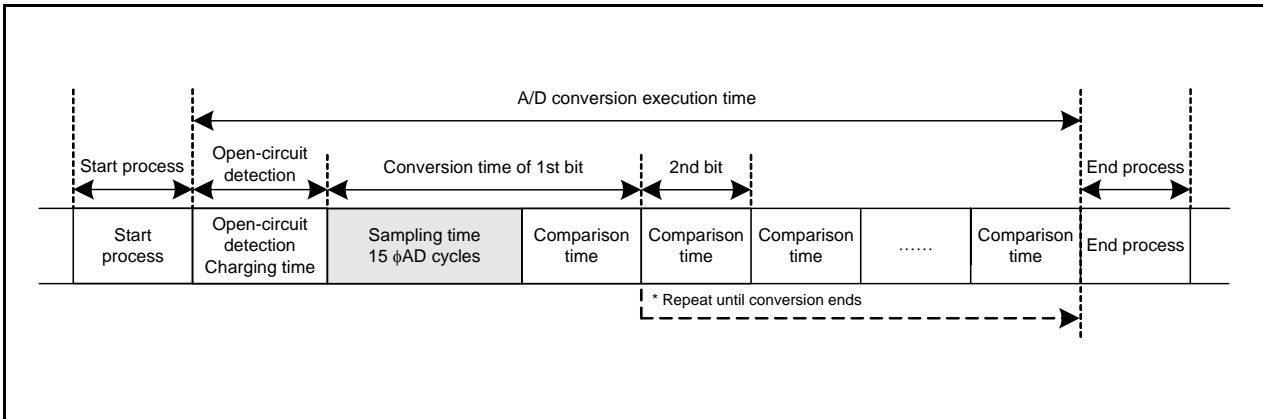 A/D conversion execution time
Start process
Open-circuit
detection
Conversion time of 1st bit
2nd bit
End process
Start
process
Open-circuit
detection
Charging time
Sampling time
15 ϕAD cycles
Comparison
time
Comparison
time
Comparison
time
......
Comparison
time
End process
* Repeat until conversion ends